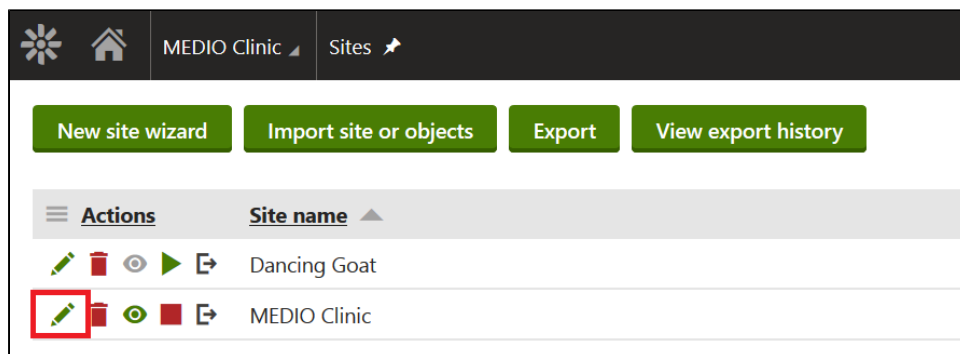 MEDIO Clinic Sites
New site wizard Import site or objects Export View export history
Actions Site name
Dancing Goat
MEDIO Clinic